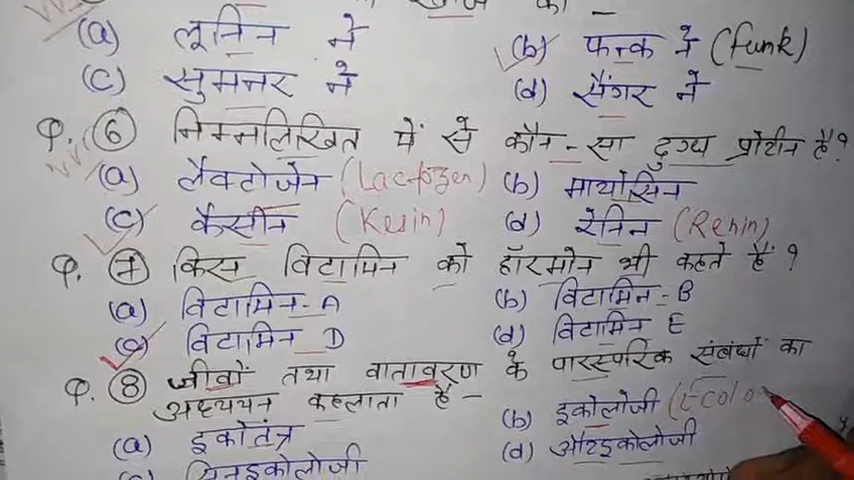 (a) लूनिन ने (b) फन्क ने (funk)
(c) सुमनर ने (d) सैंगर ने
Q. 6 निम्नलिखित में से कौन-सा दुग्ध प्रोटीन है?
(a) लैक्टोजेन (Lactogen) (b) मायोसिन
(c) कैसीन (Kesin) (d) रेनिन (Renin)
Q. 7 किस विटामिन को हॉरमोन भी कहते हैं?
(a) विटामिन-A (b) विटामिन-B
(c) विटामिन D (d) विटामिन E
Q. 8 जीवों तथा वातावरण के पारस्परिक संबंधों का
अध्ययन कहलाता है -
(a) इकोतंत्र (b) इकोलोजी (Ecolo
(c) सिनइकोलोजी (d) ऑटइकोलोजी